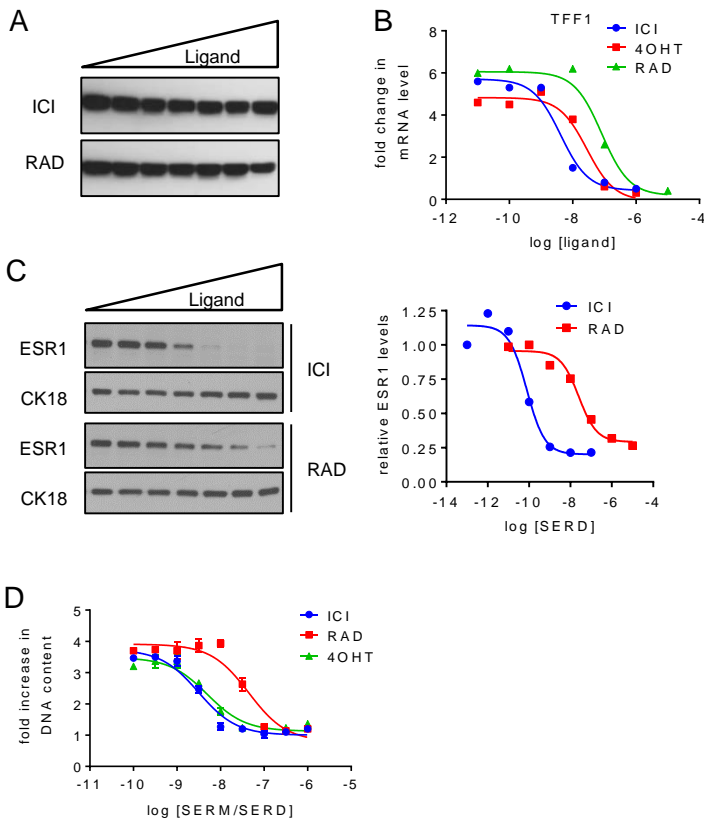 A
Ligand
ICI
RAD
B
TFF1
ICI
4OHT
RAD
fold change in
mRNA level
8
6
4
2
0
-12 -10 -8 -6 -4
log [ligand]
C
Ligand
ESR1
CK18
ICI
ESR1
CK18
RAD
ICI
RAD
relative ESR1 levels
1.25
1.00
0.75
0.50
0.25
0.00
-14 -12 -10 -8 -6 -4
log [SERD]
D
ICI
RAD
4OHT
fold increase in
DNA content
5
4
3
2
1
0
-11 -10 -9 -8 -7 -6 -5
log [SERM/SERD]